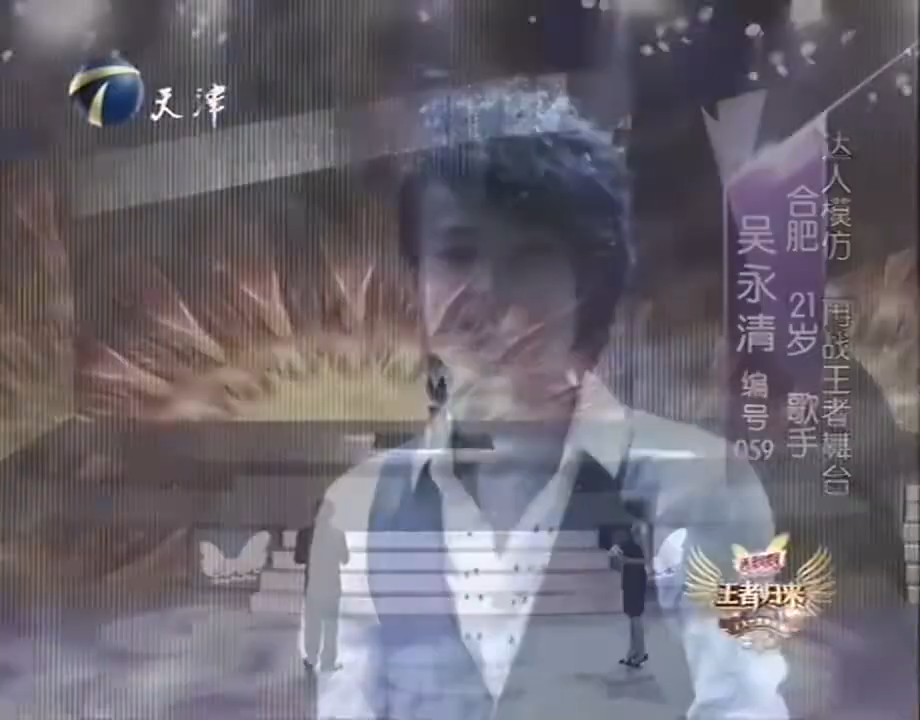 天津
达人模仿 再战王者舞台
合肥 21岁 歌手
吴永清 编号 059
王者归来